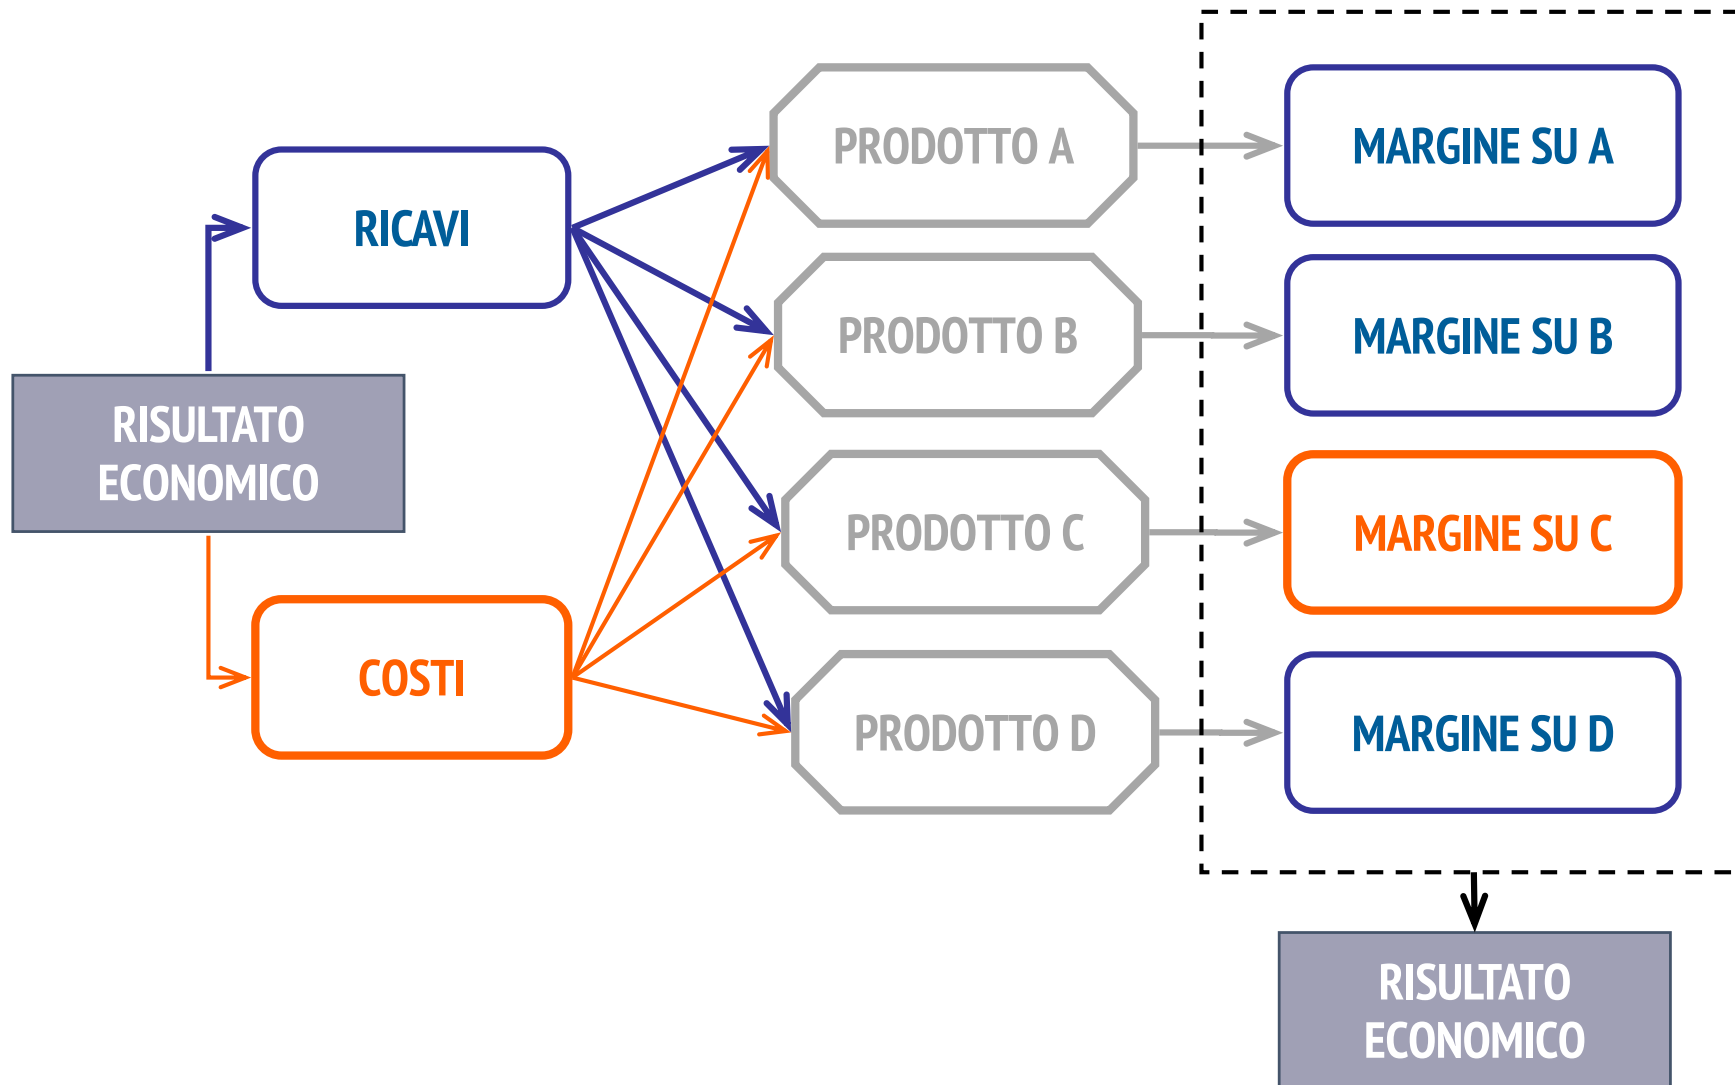 RICAVI
RISULTATO
ECONOMICO
COSTI
PRODOTTO A
PRODOTTO B
PRODOTTO C
PRODOTTO D
MARGINE SU A
MARGINE SU B
MARGINE SU C
MARGINE SU D
RISULTATO
ECONOMICO